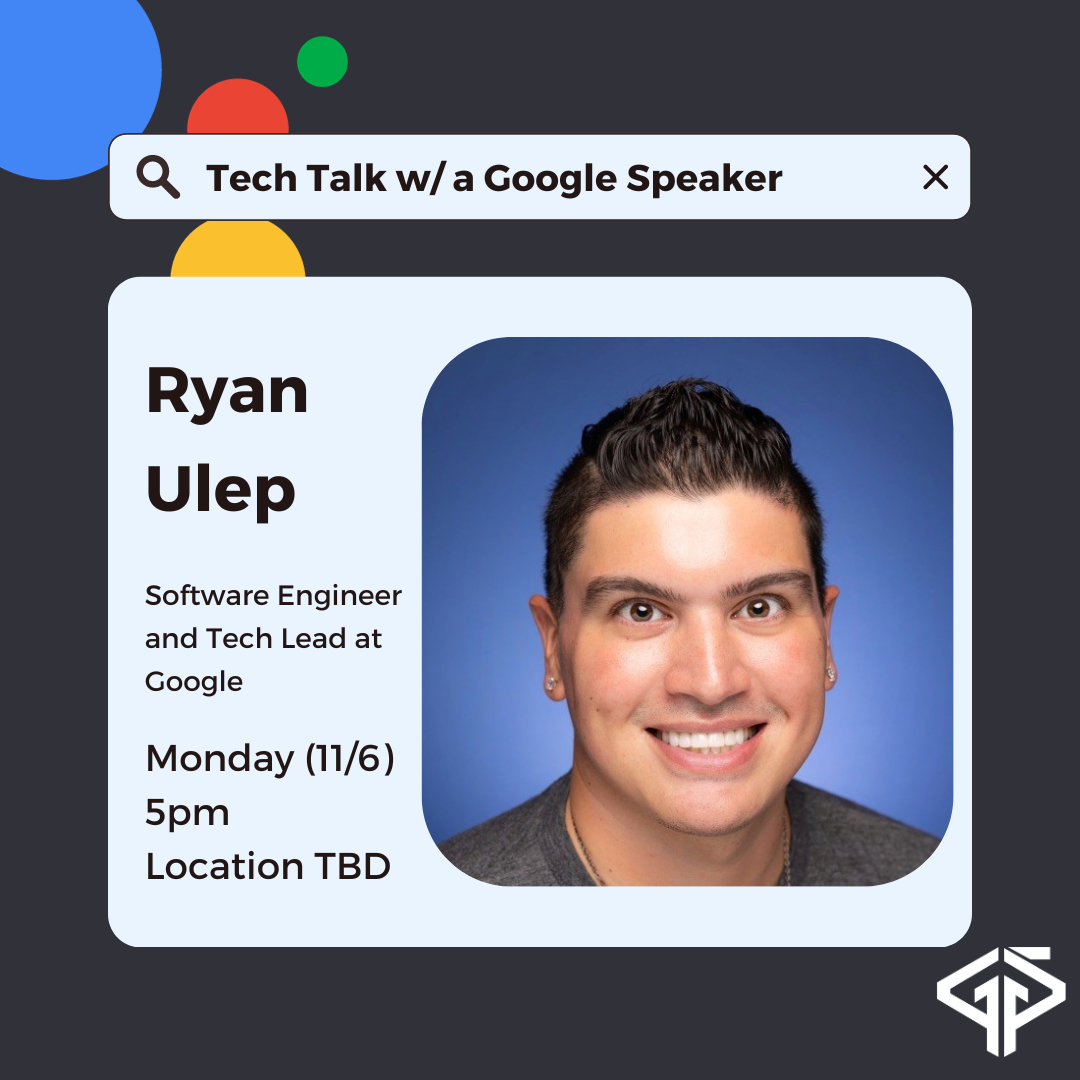 Tech Talk w/ a Google Speaker
Ryan
Ulep
Software Engineer
and Tech Lead at
Google
Monday (11/6)
5pm
Location TBD